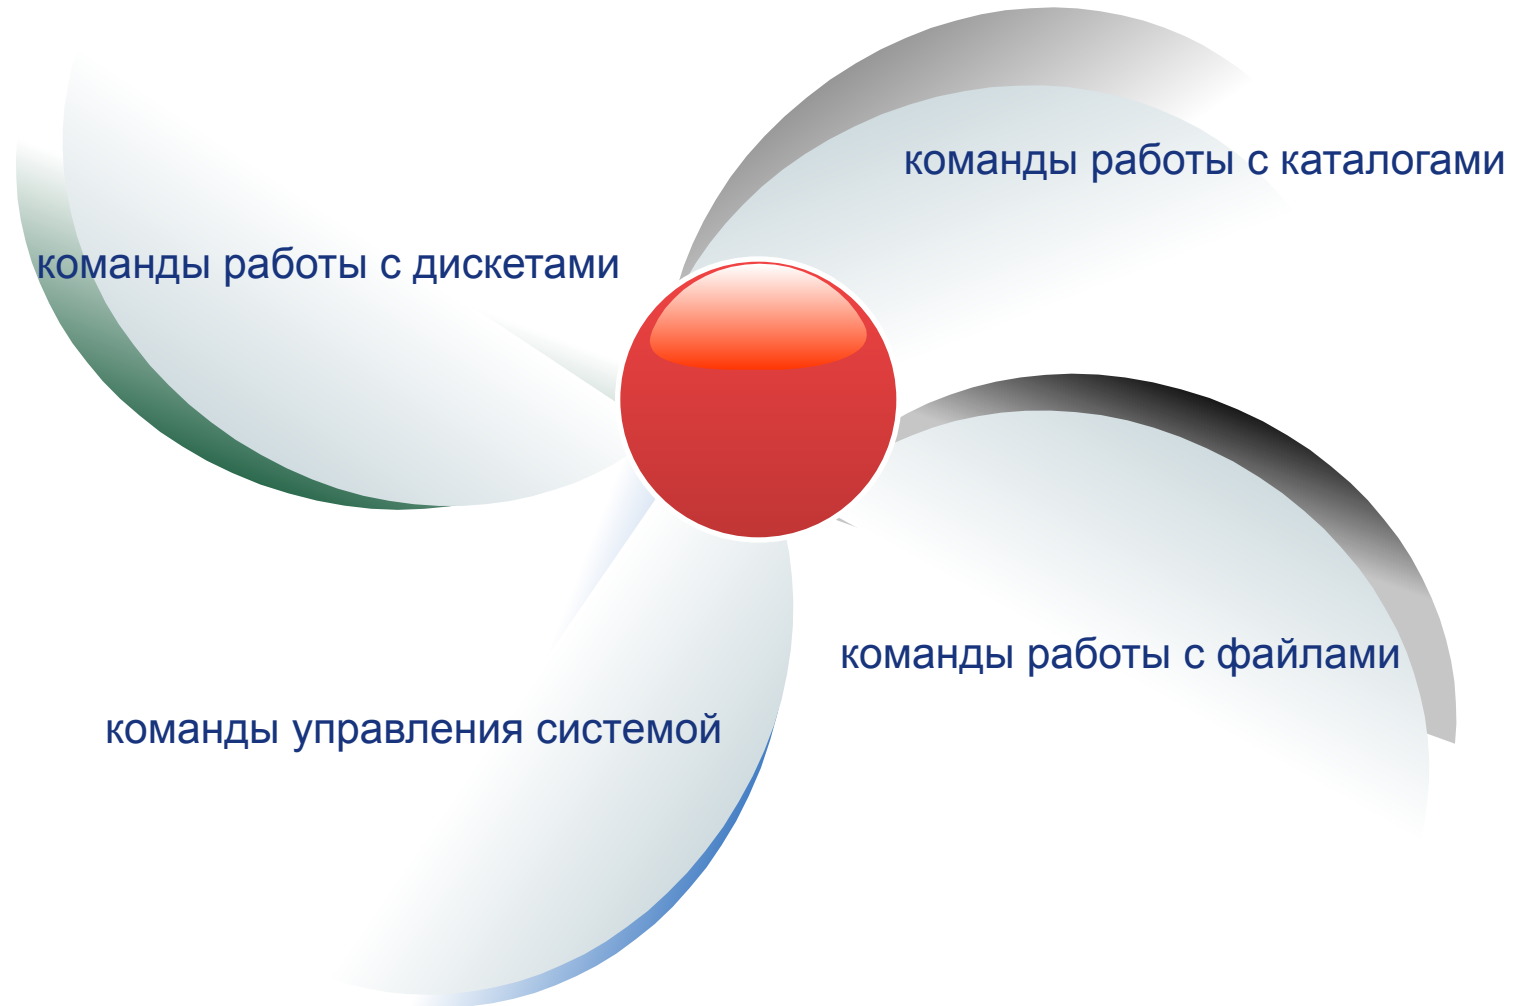 команды работы с каталогами
команды работы с дискетами
команды работы с файлами
команды управления системой